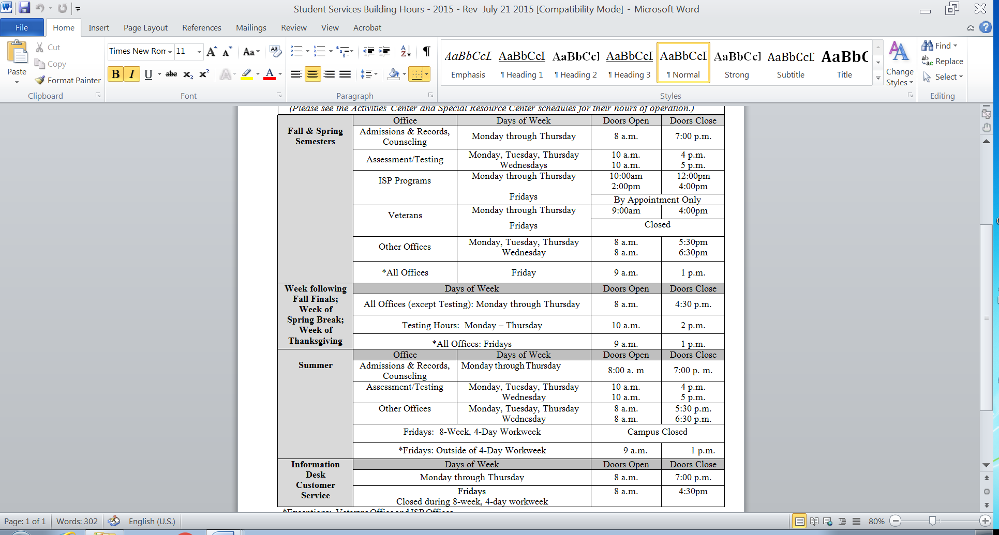 Student Services Building Hours - 2015 - Rev  July 21 2015 [Compatibility Mode]  -  Microsoft Word
File Home Insert Page Layout References Mailings Review View Acrobat
Paste
Cut
Copy
Format Painter
Clipboard
Times New Ron 11
Font
Paragraph
AaBbCcL AaBbCcI AaBbCcI AaBbCcI AaBbCcI AaBbCcI AaBbCcD AaBbC
Emphasis ¶ Heading 1 ¶ Heading 2 ¶ Heading 3 ¶ Normal Strong Subtitle Title
Styles
Change
Styles
Find
Replace
Select
Editing
(Please see the Activities Center and Special Resource Center schedules for their hours of operation.)
Fall & Spring
Semesters
Office Days of Week Doors Open Doors Close
Admissions & Records,
Counseling Monday through Thursday 8 a.m. 7:00 p.m.
Assessment/Testing Monday, Tuesday, Thursday 10 a.m. 4 p.m.
Wednesdays 10 a.m. 5 p.m.
ISP Programs Monday through Thursday 10:00am 12:00pm
2:00pm 4:00pm
Fridays By Appointment Only
Veterans Monday through Thursday 9:00am 4:00pm
Fridays Closed
Other Offices Monday, Tuesday, Thursday 8 a.m. 5:30pm
Wednesday 8 a.m. 6:30pm
*All Offices Friday 9 a.m. 1 p.m.
Week following
Fall Finals;
Week of
Spring Break;
Week of
Thanksgiving
Days of Week Doors Open Doors Close
All Offices (except Testing): Monday through Thursday 8 a.m. 4:30 p.m.
Testing Hours:  Monday – Thursday 10 a.m. 2 p.m.
*All Offices: Fridays 9 a.m. 1 p.m.
Summer
Office Days of Week Doors Open Doors Close
Admissions & Records,
Counseling Monday through Thursday 8:00 a. m 7:00 p. m.
Assessment/Testing Monday, Tuesday, Thursday 10 a.m. 4 p.m.
Wednesday 10 a.m. 5 p.m.
Other Offices Monday, Tuesday, Thursday 8 a.m. 5:30 p.m.
Wednesday 8 a.m. 6:30 p.m.
Fridays:  8-Week, 4-Day Workweek Campus Closed
*Fridays: Outside of 4-Day Workweek 9 a.m. 1 p.m.
Information
Desk
Customer
Service
Days of Week Doors Open Doors Close
Monday through Thursday 8 a.m. 7:00 p.m.
Fridays 8 a.m. 4:30pm
Closed during 8-week, 4-day workweek
*Exceptions:  Veterans Office and ISP Offices
Page: 1 of 1 Words: 302 English (U.S.) 80%